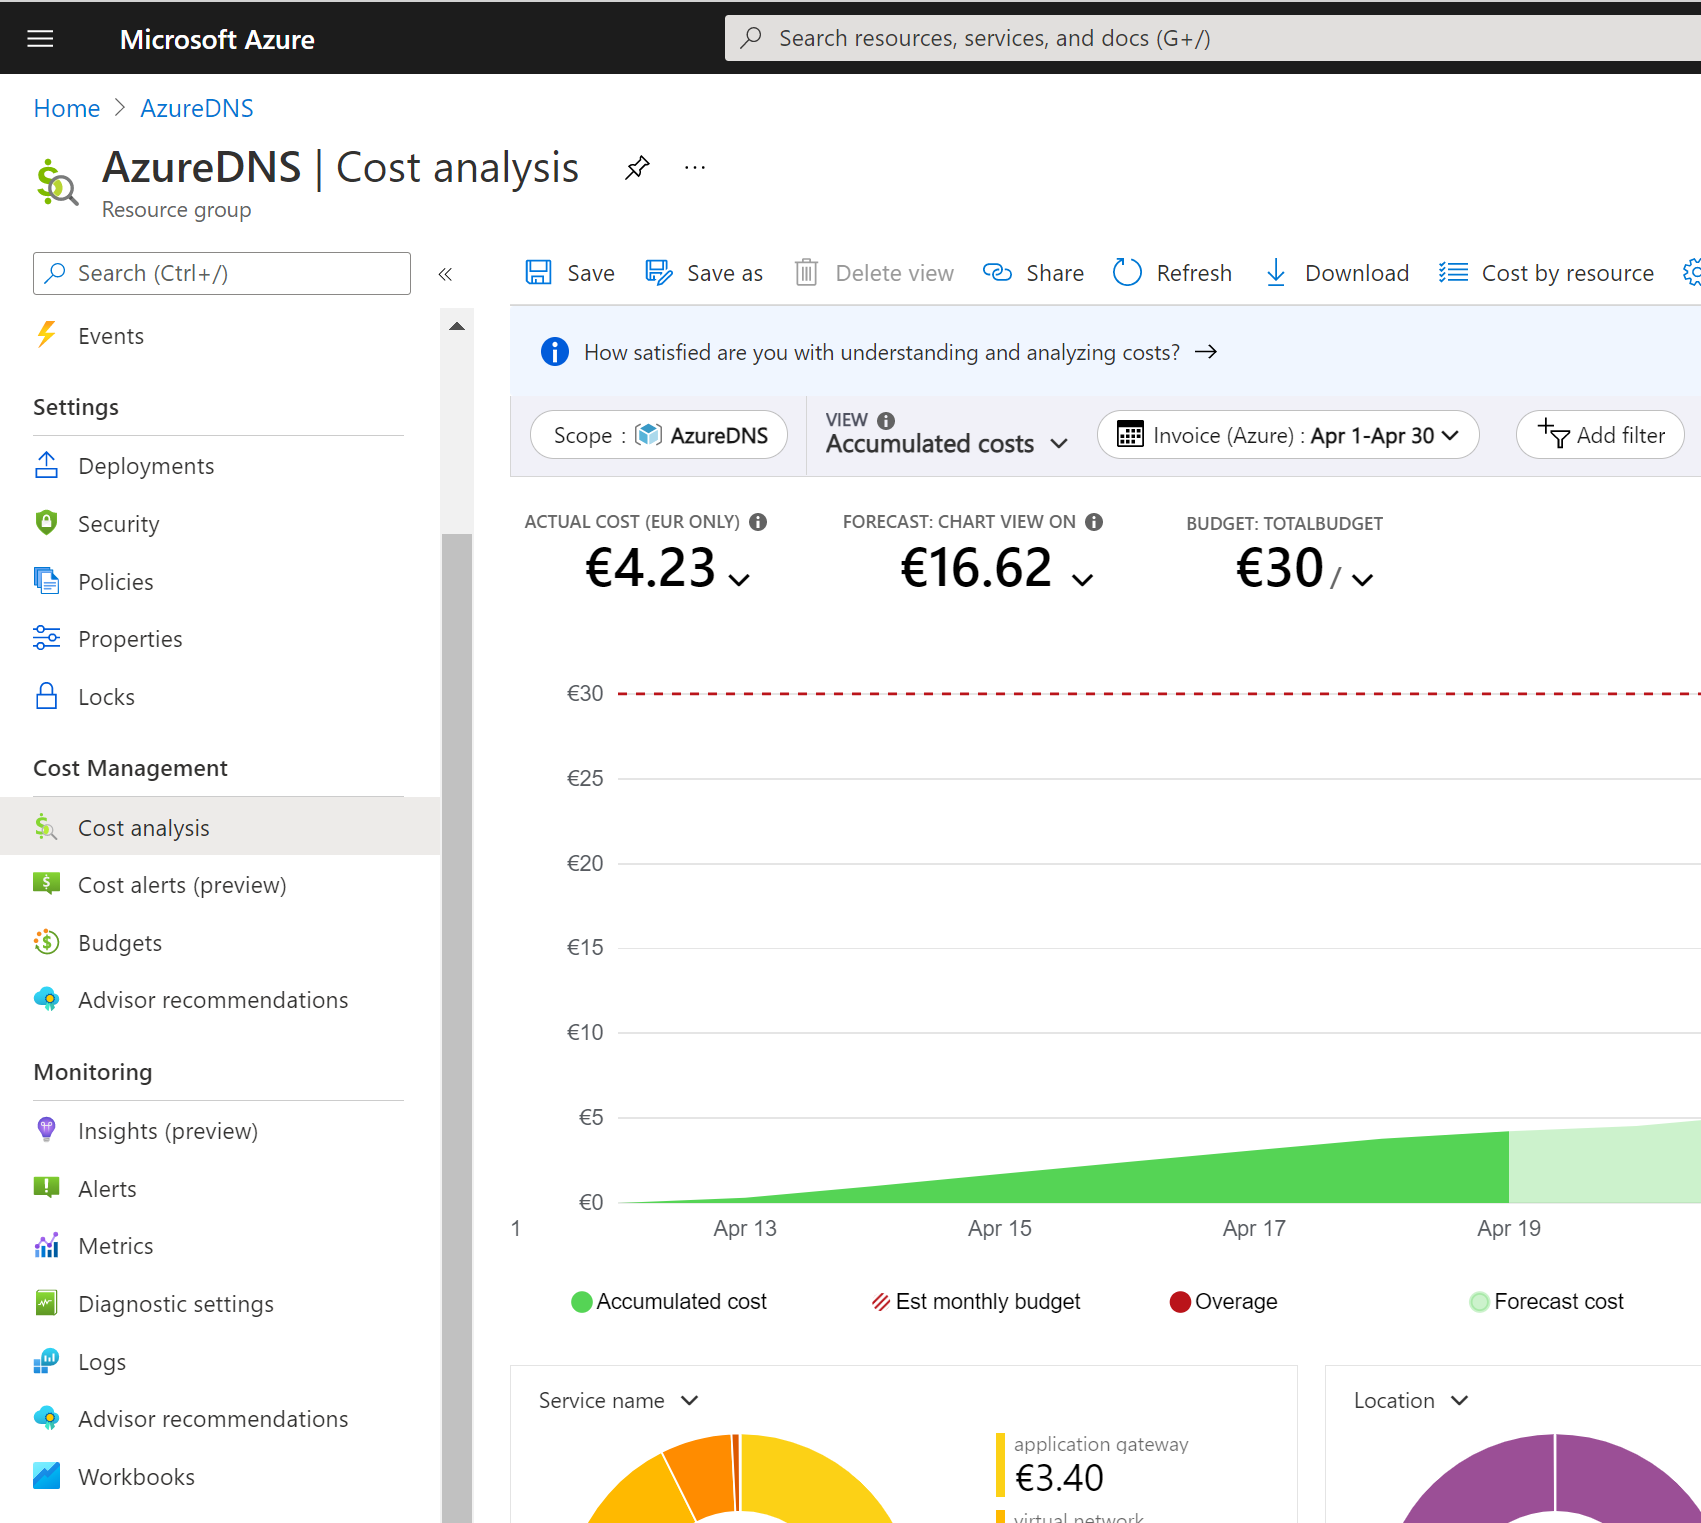 Microsoft Azure
Search resources, services, and docs (G+/)
Home > AzureDNS
AzureDNS | Cost analysis ...
Resource group
Search (Ctrl+/)
«
Events
Settings
Deployments
Security
Policies
Properties
Locks
Cost Management
Cost analysis
Cost alerts (preview)
Budgets
Advisor recommendations
Monitoring
Insights (preview)
Alerts
Metrics
Diagnostic settings
Logs
Advisor recommendations
Workbooks
Save Save as Delete view Share Refresh Download Cost by resource
How satisfied are you with understanding and analyzing costs? →
Scope : AzureDNS
VIEW
Accumulated costs
Invoice (Azure) : Apr 1-Apr 30
Add filter
ACTUAL COST (EUR ONLY)
€4.23
FORECAST: CHART VIEW ON
€16.62
BUDGET: TOTALBUDGET
€30 /
€30
€25
€20
€15
€10
€5
€0
1 Apr 13 Apr 15 Apr 17 Apr 19
Accumulated cost Est monthly budget Overage Forecast cost
Service name
application gateway
€3.40
virtual network
Location